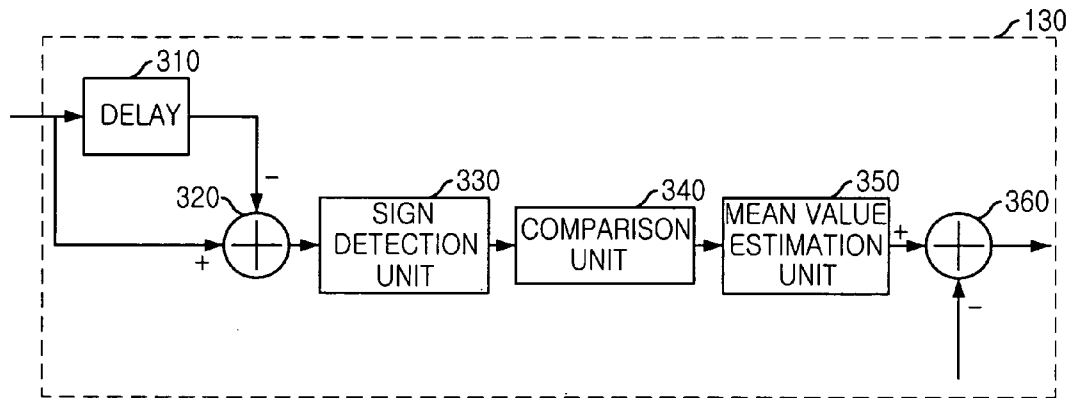 130
310
DELAY
−
320
+
330
SIGN
DETECTION
UNIT
340
COMPARISON
UNIT
350
MEAN VALUE
ESTIMATION
UNIT
+
360
−